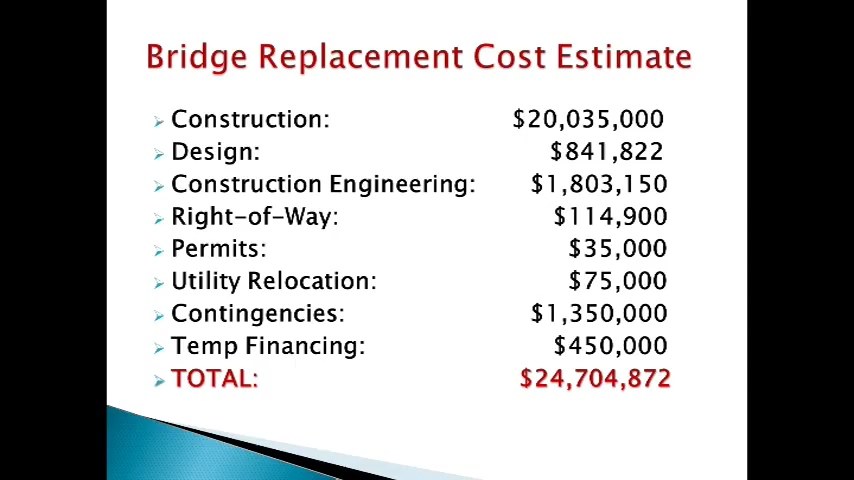 Bridge Replacement Cost Estimate
Construction: $20,035,000
Design: $841,822
Construction Engineering: $1,803,150
Right-of-Way: $114,900
Permits: $35,000
Utility Relocation: $75,000
Contingencies: $1,350,000
Temp Financing: $450,000
TOTAL: $24,704,872